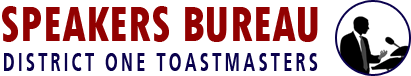 SPEAKERS BUREAU
DISTRICT ONE TOASTMASTERS